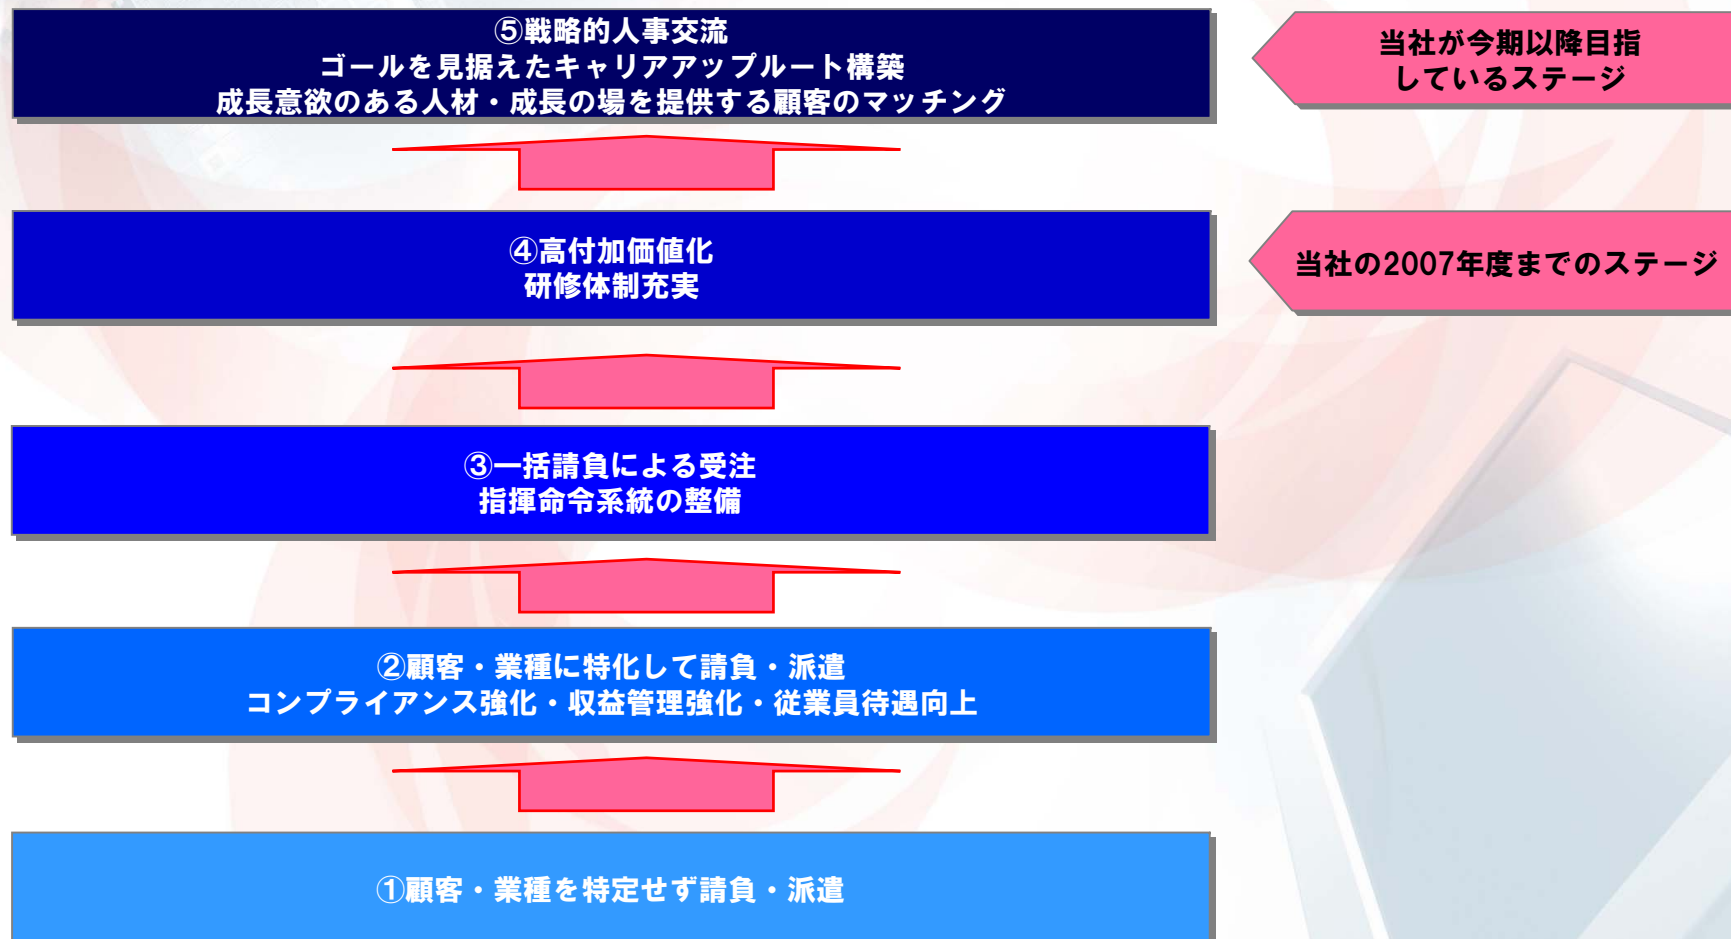 ⑤戦略的人事交流
ゴールを見据えたキャリアアップルート構築
成長意欲のある人材・成長の場を提供する顧客のマッチング
当社が今期以降目指
しているステージ
④高付加価値化
研修体制充実
当社の2007年度までのステージ
③一括請負による受注
指揮命令系統の整備
②顧客・業種に特化して請負・派遣
コンプライアンス強化・収益管理強化・従業員待遇向上
①顧客・業種を特定せず請負・派遣